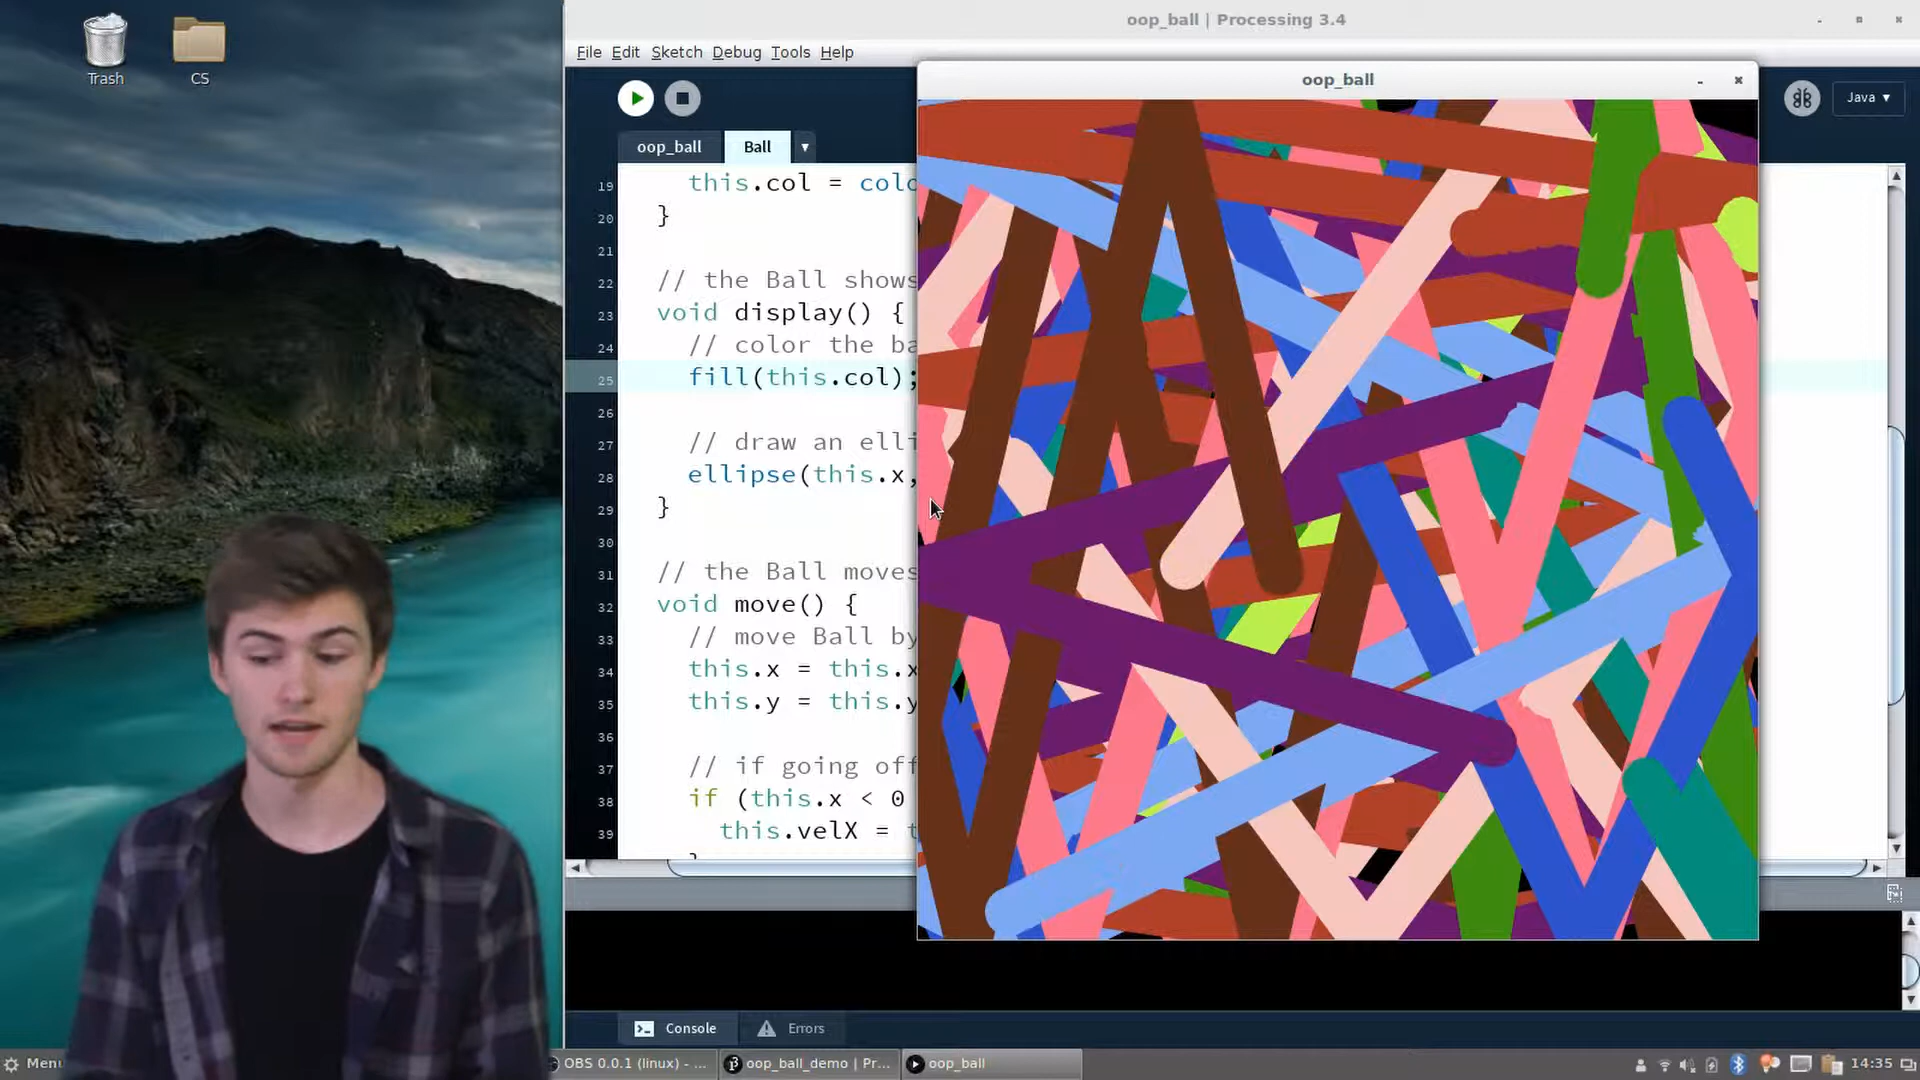 Trash
CS
oop_ball | Processing 3.4
File Edit Sketch Debug Tools Help
oop_ball
Java ▾
oop_ball Ball ▾
19 this.col = colo
20 }
21
22 // the Ball shows
23 void display() {
24 // color the ba
25 fill(this.col);
26
27 // draw an elli
28 ellipse(this.x,
29 }
30
31 // the Ball moves
32 void move() {
33 // move Ball by
34 this.x = this.x
35 this.y = this.y
36
37 // if going off
38 if (this.x < 0
39 this.velX = t
Console Errors
Menu OBS 0.0.1 (linux) - ... oop_ball_demo | Pr... oop_ball 14:35